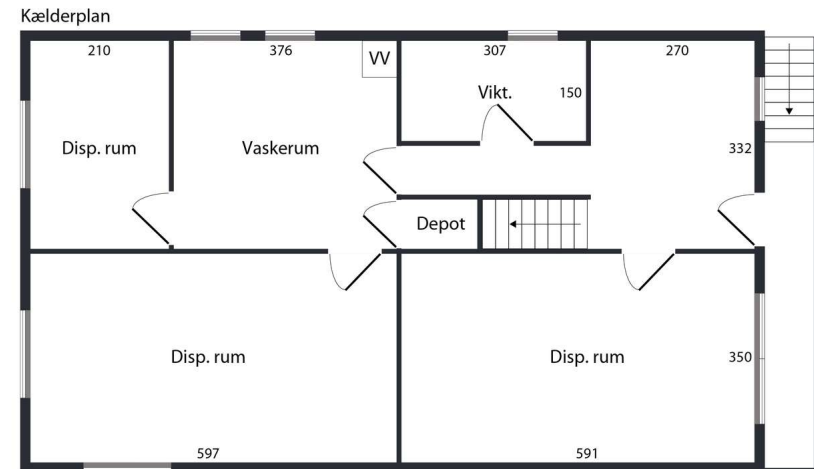 Kælderplan
210
376
VV
307
270
Vikt.
150
Disp. rum
Vaskerum
332
Depot
Disp. rum
Disp. rum
350
597
591